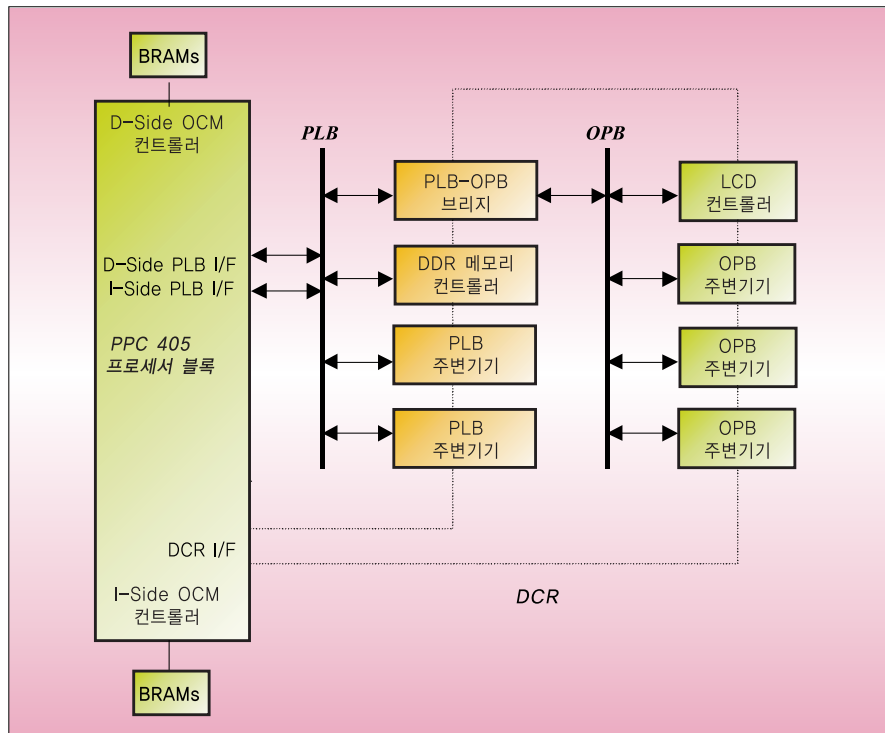 BRAMs
D-Side OCM
컨트롤러
D-Side PLB I/F
I-Side PLB I/F
PPC 405
프로세서 블록
DCR I/F
I-Side OCM
컨트롤러
BRAMs
PLB
PLB-OPB
브리지
DDR 메모리
컨트롤러
PLB
주변기기
PLB
주변기기
OPB
LCD
컨트롤러
OPB
주변기기
OPB
주변기기
OPB
주변기기
DCR